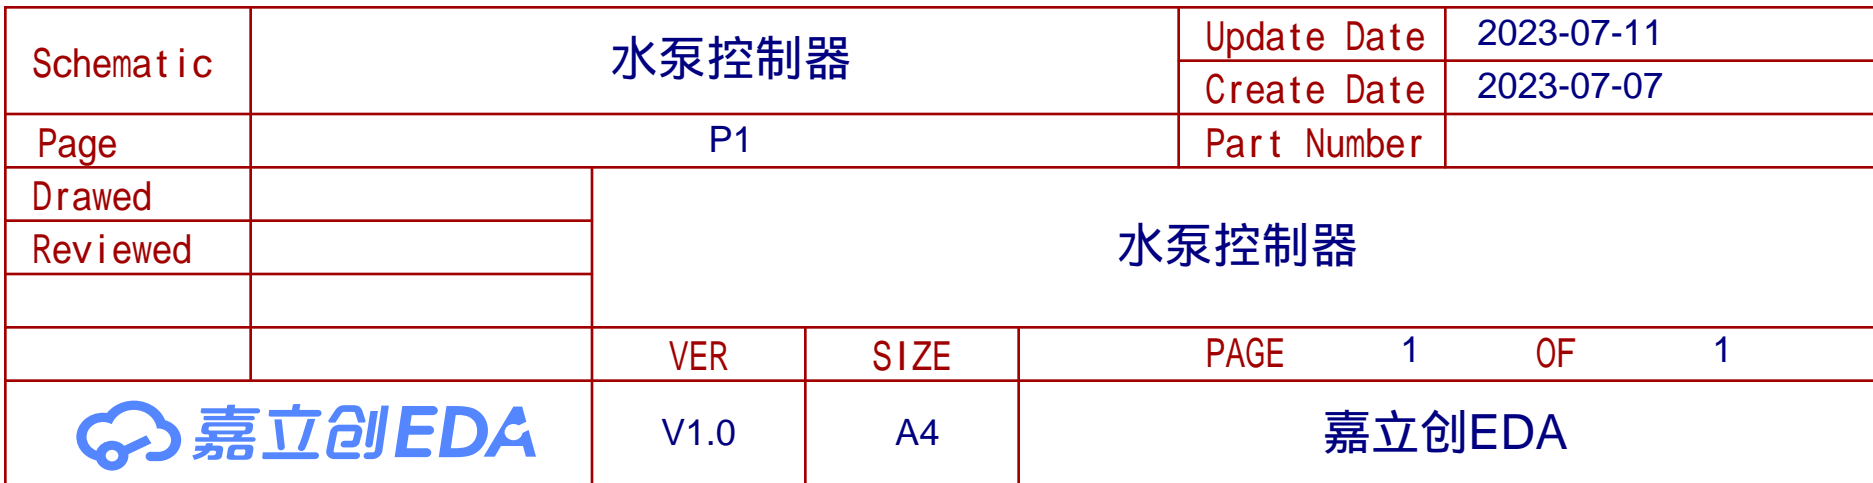 Schematic
水泵控制器
Update Date 2023-07-11
Create Date 2023-07-07
Page
P1
Part Number
Drawed
Reviewed
水泵控制器
VER
SIZE
PAGE 1 OF 1
嘉立创EDA
V1.0
A4
嘉立创EDA